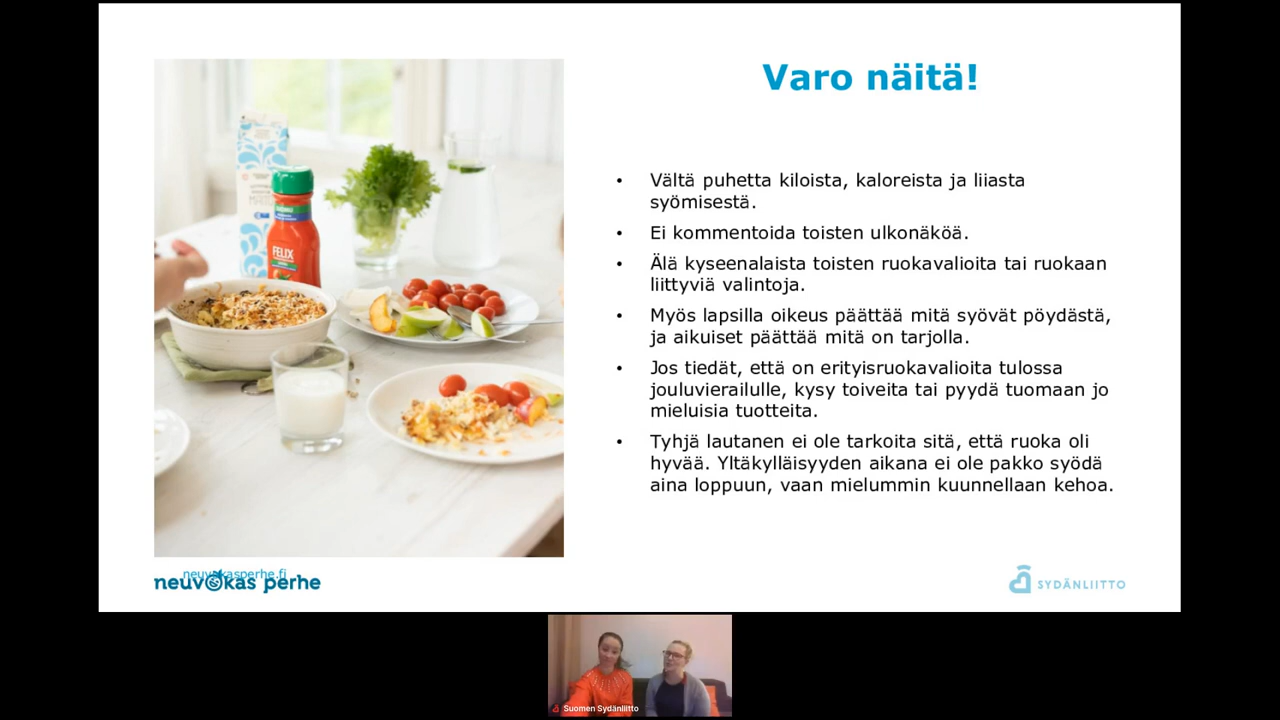 Varo näitä!
• Vältä puhetta kiloista, kaloreista ja liiasta
syömisestä.
• Ei kommentoida toisten ulkonäköä.
• Älä kyseenalaista toisten ruokavalioita tai ruokaan
liittyviä valintoja.
• Myös lapsilla oikeus päättää mitä syövät pöydästä,
ja aikuiset päättää mitä on tarjolla.
• Jos tiedät, että on erityisruokavalioita tulossa
jouluvierailulle, kysy toiveita tai pyydä tuomaan jo
mieluisia tuotteita.
• Tyhjä lautanen ei ole tarkoita sitä, että ruoka oli
hyvää. Yltäkylläisyyden aikana ei ole pakko syödä
aina loppuun, vaan mielummin kuunnellaan kehoa.
FELIX
neuvokasperhe.fi
neuvokas perhe
SYDÄNLIITTO
Suomen Sydänliitto